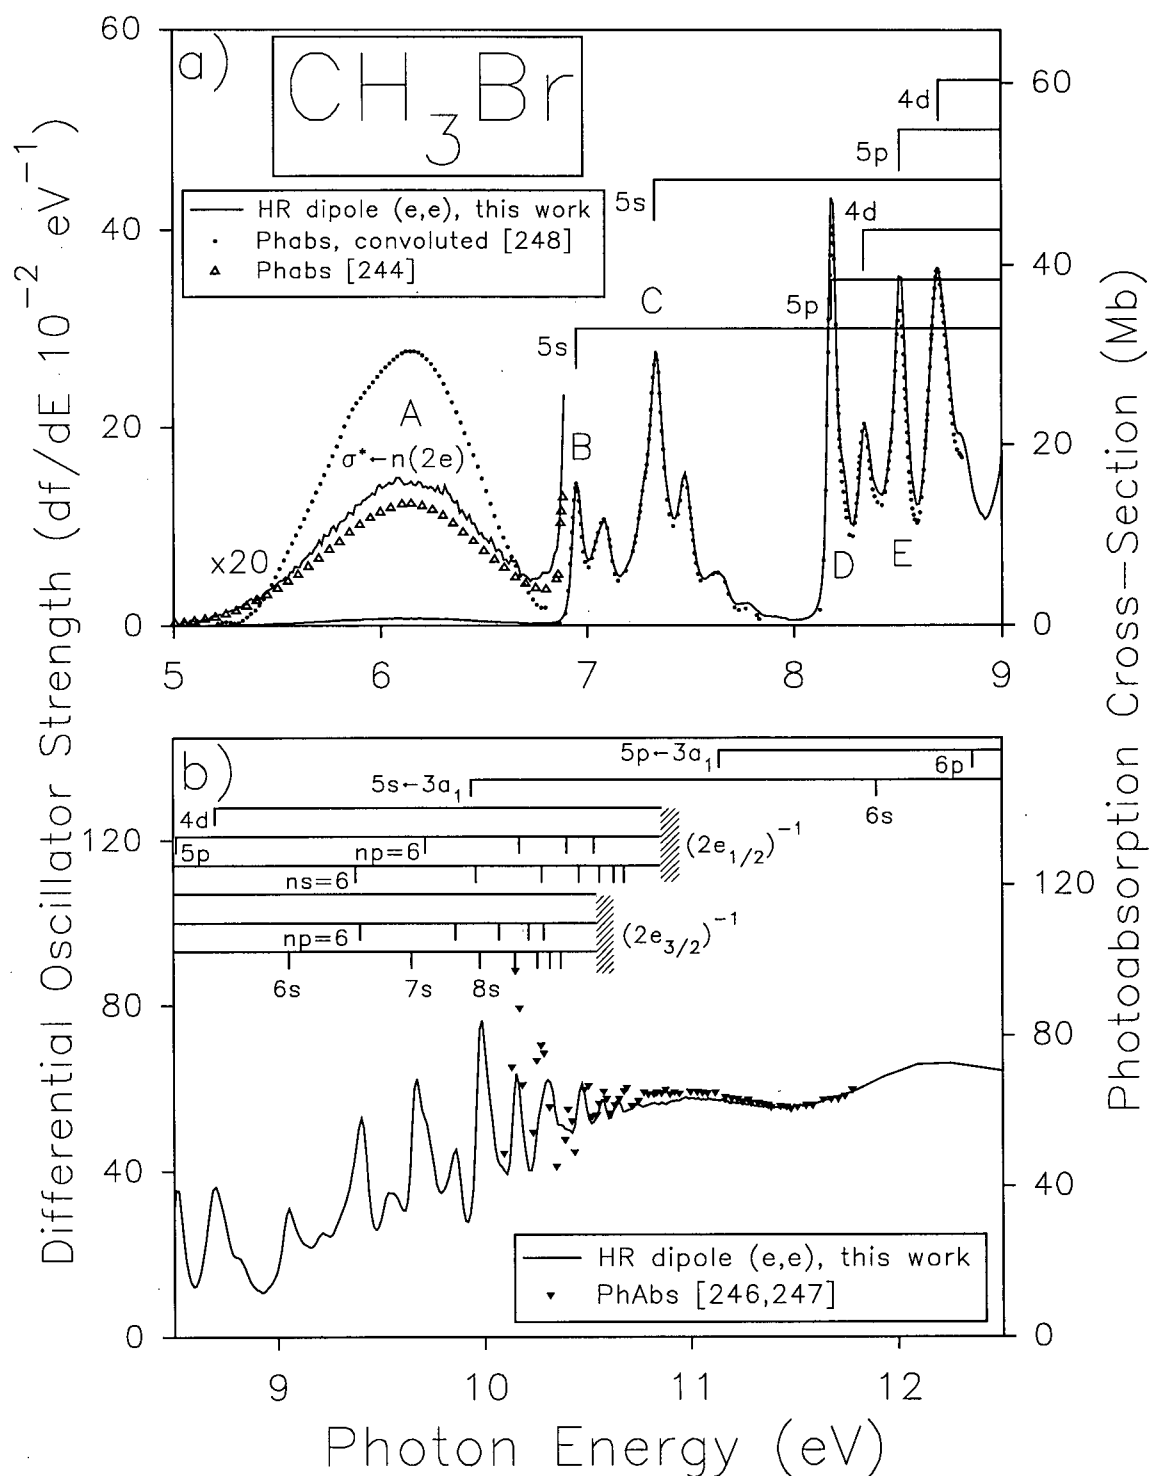 a)
CH3Br
60
40
20
0
60
40
20
0
HR dipole (e,e), this work
Phabs, convoluted [248]
Phabs [244]
4d
5p
5s
4d
5p
5s
C
B
A
σ*←n(2e)
x20
D
E
5 6 7 8 9
Differential Oscillator Strength (df/dE 10⁻² eV⁻¹)
Photoabsorption Cross-Section (Mb)
b)
5p←3a₁
6p
5s←3a₁
6s
4d
5p
np=6
(2e₁/₂)⁻¹
ns=6
np=6
(2e₃/₂)⁻¹
6s 7s 8s
120
80
40
0
120
80
40
0
HR dipole (e,e), this work
PhAbs [246,247]
9 10 11 12
Photon Energy (eV)